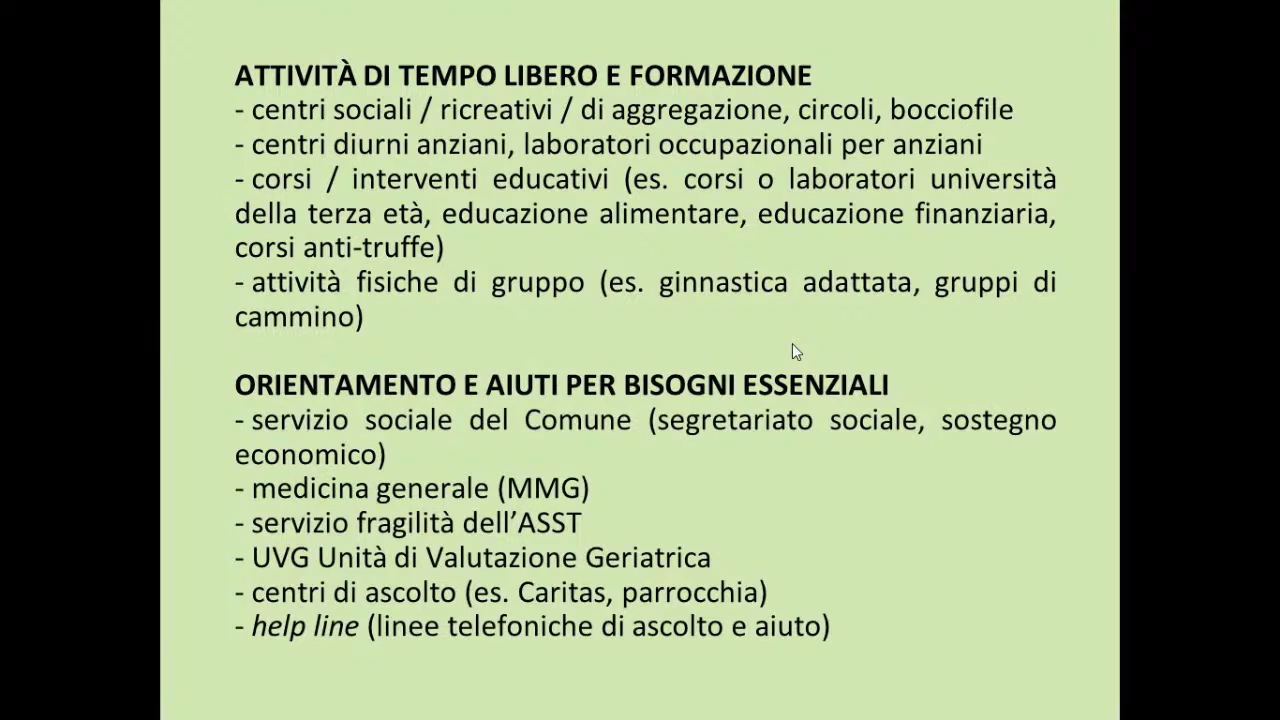 ATTIVITÀ DI TEMPO LIBERO E FORMAZIONE
- centri sociali / ricreativi / di aggregazione, circoli, bocciofile
- centri diurni anziani, laboratori occupazionali per anziani
- corsi / interventi educativi (es. corsi o laboratori università
della terza età, educazione alimentare, educazione finanziaria,
corsi anti-truffe)
- attività fisiche di gruppo (es. ginnastica adattata, gruppi di
cammino)
ORIENTAMENTO E AIUTI PER BISOGNI ESSENZIALI
- servizio sociale del Comune (segretariato sociale, sostegno
economico)
- medicina generale (MMG)
- servizio fragilità dell’ASST
- UVG Unità di Valutazione Geriatrica
- centri di ascolto (es. Caritas, parrocchia)
- help line (linee telefoniche di ascolto e aiuto)